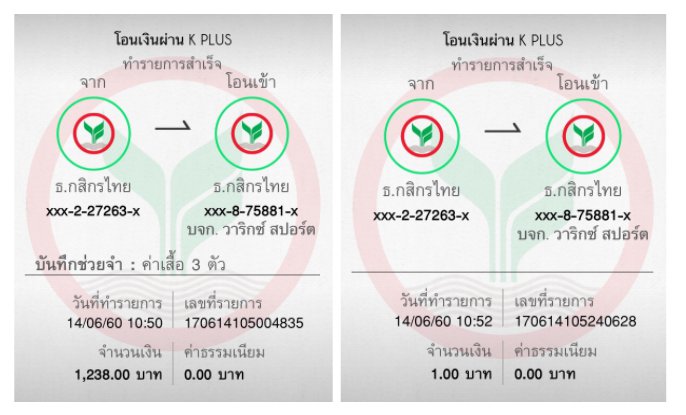 โอนเงินผ่าน K PLUS
ทำรายการสำเร็จ
จาก โอนเข้า
ธ.กสิกรไทย ธ.กสิกรไทย
xxx-2-27263-x xxx-8-75881-x
บจก. วาริกซ์ สปอร์ต
บันทึกช่วยจำ : ค่าเสื้อ 3 ตัว
วันที่ทำรายการ เลขที่รายการ
14/06/60 10:50 170614105004835
จำนวนเงิน ค่าธรรมเนียม
1,238.00 บาท 0.00 บาท
โอนเงินผ่าน K PLUS
ทำรายการสำเร็จ
จาก โอนเข้า
ธ.กสิกรไทย ธ.กสิกรไทย
xxx-2-27263-x xxx-8-75881-x
บจก. วาริกซ์ สปอร์ต
วันที่ทำรายการ เลขที่รายการ
14/06/60 10:52 170614105240628
จำนวนเงิน ค่าธรรมเนียม
1.00 บาท 0.00 บาท